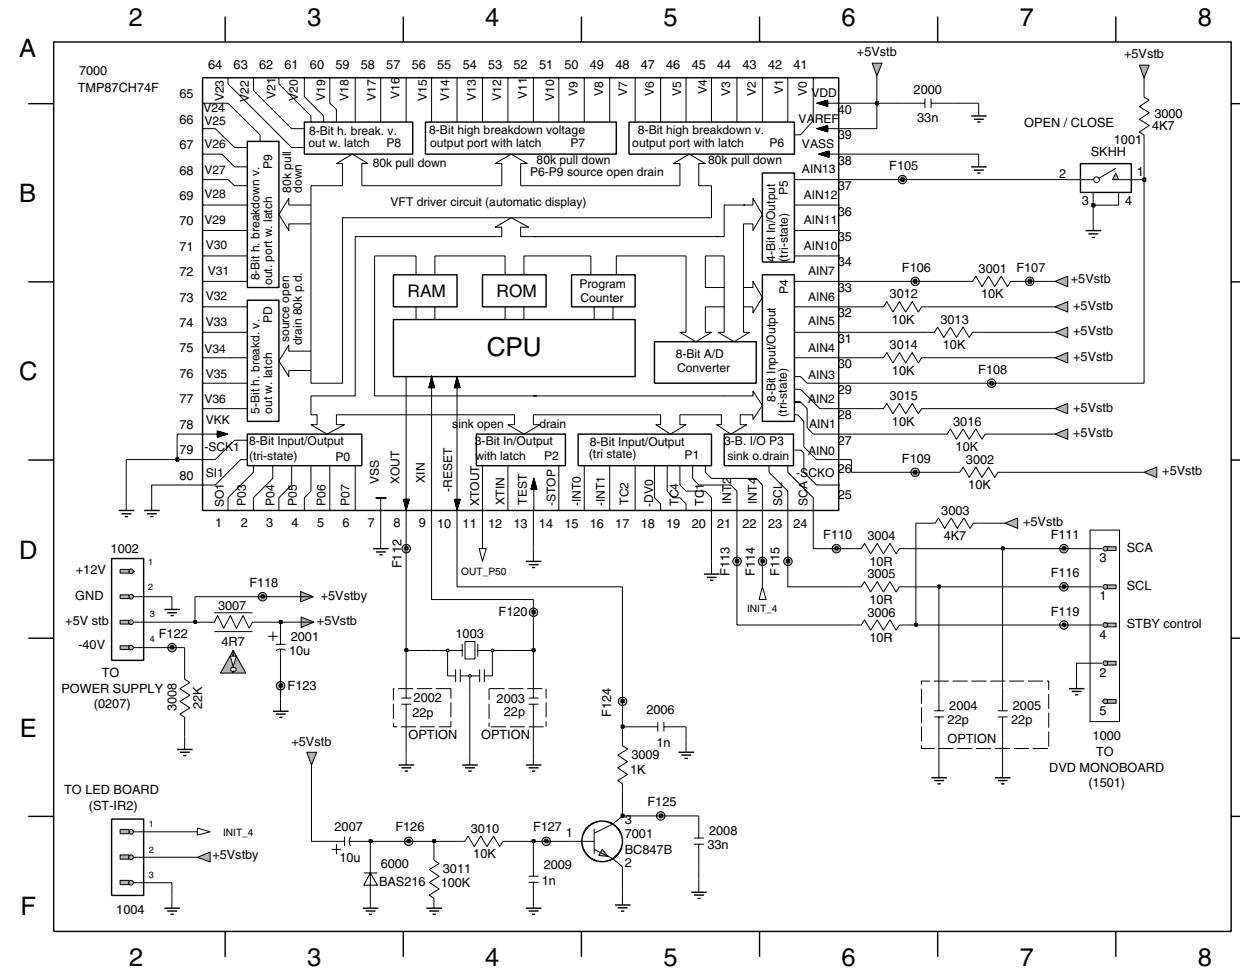 2 3 4 5 6 7 8
A
B
C
D
E
F
7000
TMP87CH74F
64 63 62 61 60 59 58 57 56 55 54 53 52 51 50 49 48 47 46 45 44 43 42 41
V23 V22 V21 V20 V19 V18 V17 V16 V15 V14 V13 V12 V11 V10 V9 V8 V7 V6 V5 V4 V3 V2 V1 V0
65 V24
66 V25
67 V26
68 V27
69 V28
70 V29
71 V30
72 V31
73 V32
74 V33
75 V34
76 V35
77 V36
78 VKK
79 -SCK1
80 SI1
8-Bit h. break. v.
out w. latch P8
8-Bit high breakdown voltage
output port with latch P7
8-Bit high breakdown v.
output port with latch P6
80k pull down
80k pull down
80k pull down
P6-P9 source open drain
VFT driver circuit (automatic display)
8-Bit h. breakdown v. P9
out. port w. latch
80k pull
down
5-Bit h. breakd. v. PD
out w. latch
source open
drain 80k p.d.
4-Bit In/Output P5
(tri-state)
8-Bit Input/Output P4
(tri-state)
RAM
ROM
Program
Counter
CPU
8-Bit A/D
Converter
sink open drain
8-Bit Input/Output
(tri-state) P0
3-Bit In/Output
with latch P2
8-Bit Input/Output
(tri state) P1
3-B. I/O P3
sink o.drain
VDD 40
VAREF 39
VASS 38
AIN13 37
AIN12 36
AIN11 35
AIN10 34
AIN7 33
AIN6 32
AIN5 31
AIN4 30
AIN3 29
AIN2 28
AIN1 27
AIN0 26
-SCKO 25
SO1 P03 P04 P05 P06 P07 VSS XOUT XIN -RESET XTOUT XTIN TEST -STOP -INT0 -INT1 TC2 -DV0 TC4 TC1 INT2 INT4 SCL SCA
1 2 3 4 5 6 7 8 9 10 11 12 13 14 15 16 17 18 19 20 21 22 23 24
+5Vstb
2000
33n
+5Vstb
3000
4K7
OPEN / CLOSE
1001
SKHH
2 1
3 4
F105
F106 3001 F107 +5Vstb
10K
3012 +5Vstb
10K
3013 +5Vstb
10K
3014 +5Vstb
10K
F108
3015 +5Vstb
10K
3016 +5Vstb
10K
F109 3002 +5Vstb
10K
3003 +5Vstb
4K7
F110 3004 F111 SCA
10R 3
3005 F116 SCL
10R 1
3006 F119 STBY control
10R 4
2
5
1000
TO
DVD MONOBOARD
(1501)
2004
22p
2005
22p
OPTION
F112
OUT_P50
F113
F114
F115
INIT_4
F120
1003
2002
22p
OPTION
2003
22p
OPTION
F124
2006
1n
3009
1K
F125
3
7001
BC847B
1
2
2008
33n
1002
+12V 1
GND 2
+5V stb 3
-40V 4
TO
POWER SUPPLY
(0207)
F118 +5Vstby
3007 +5Vstb
4R7
+ 2001
10u
F122
F123
3008
22K
+5Vstb
2007
+ 10u
F126
3010
10K
F127
6000
BAS216
3011
100K
2009
1n
TO LED BOARD
(ST-IR2)
1 INIT_4
2 +5Vstby
3
1004
2 3 4 5 6 7 8